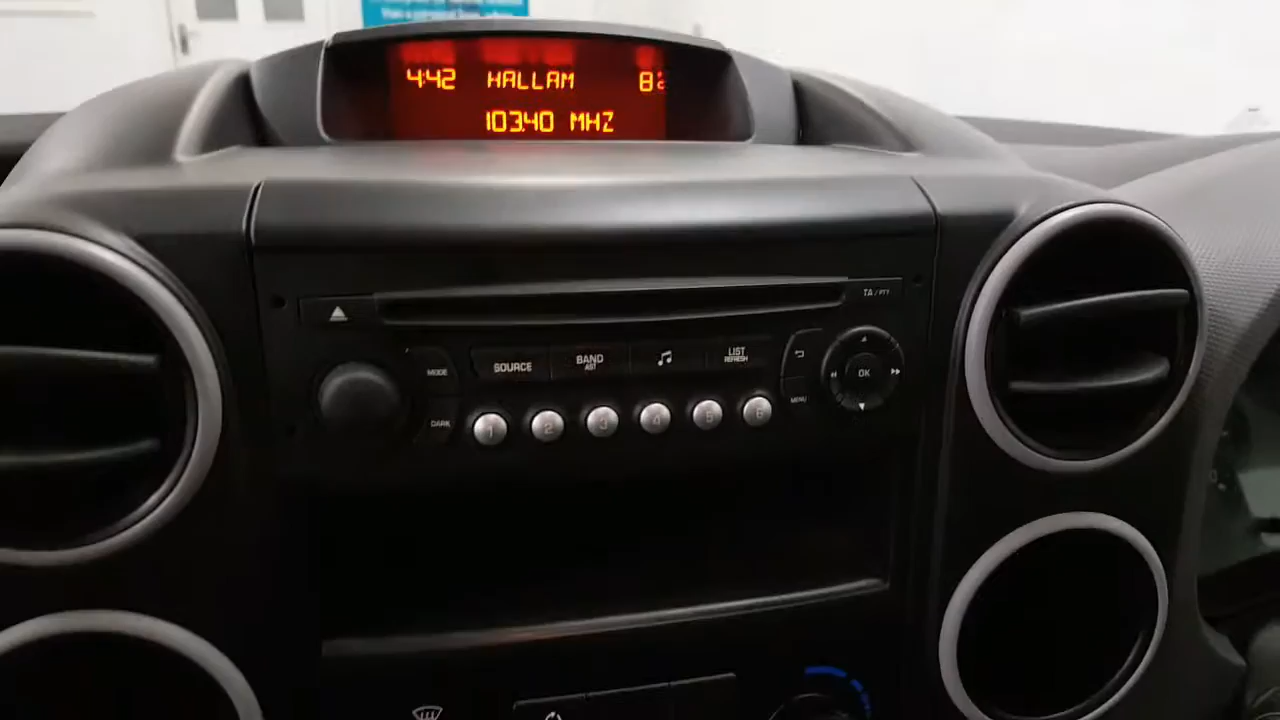 4:42 HALLAM 8
103.40 MHZ
TA / PTY
MODE
SOURCE
BAND
AST
LIST
REFRESH
OK
MENU
DARK
1 2 3 4 5 6